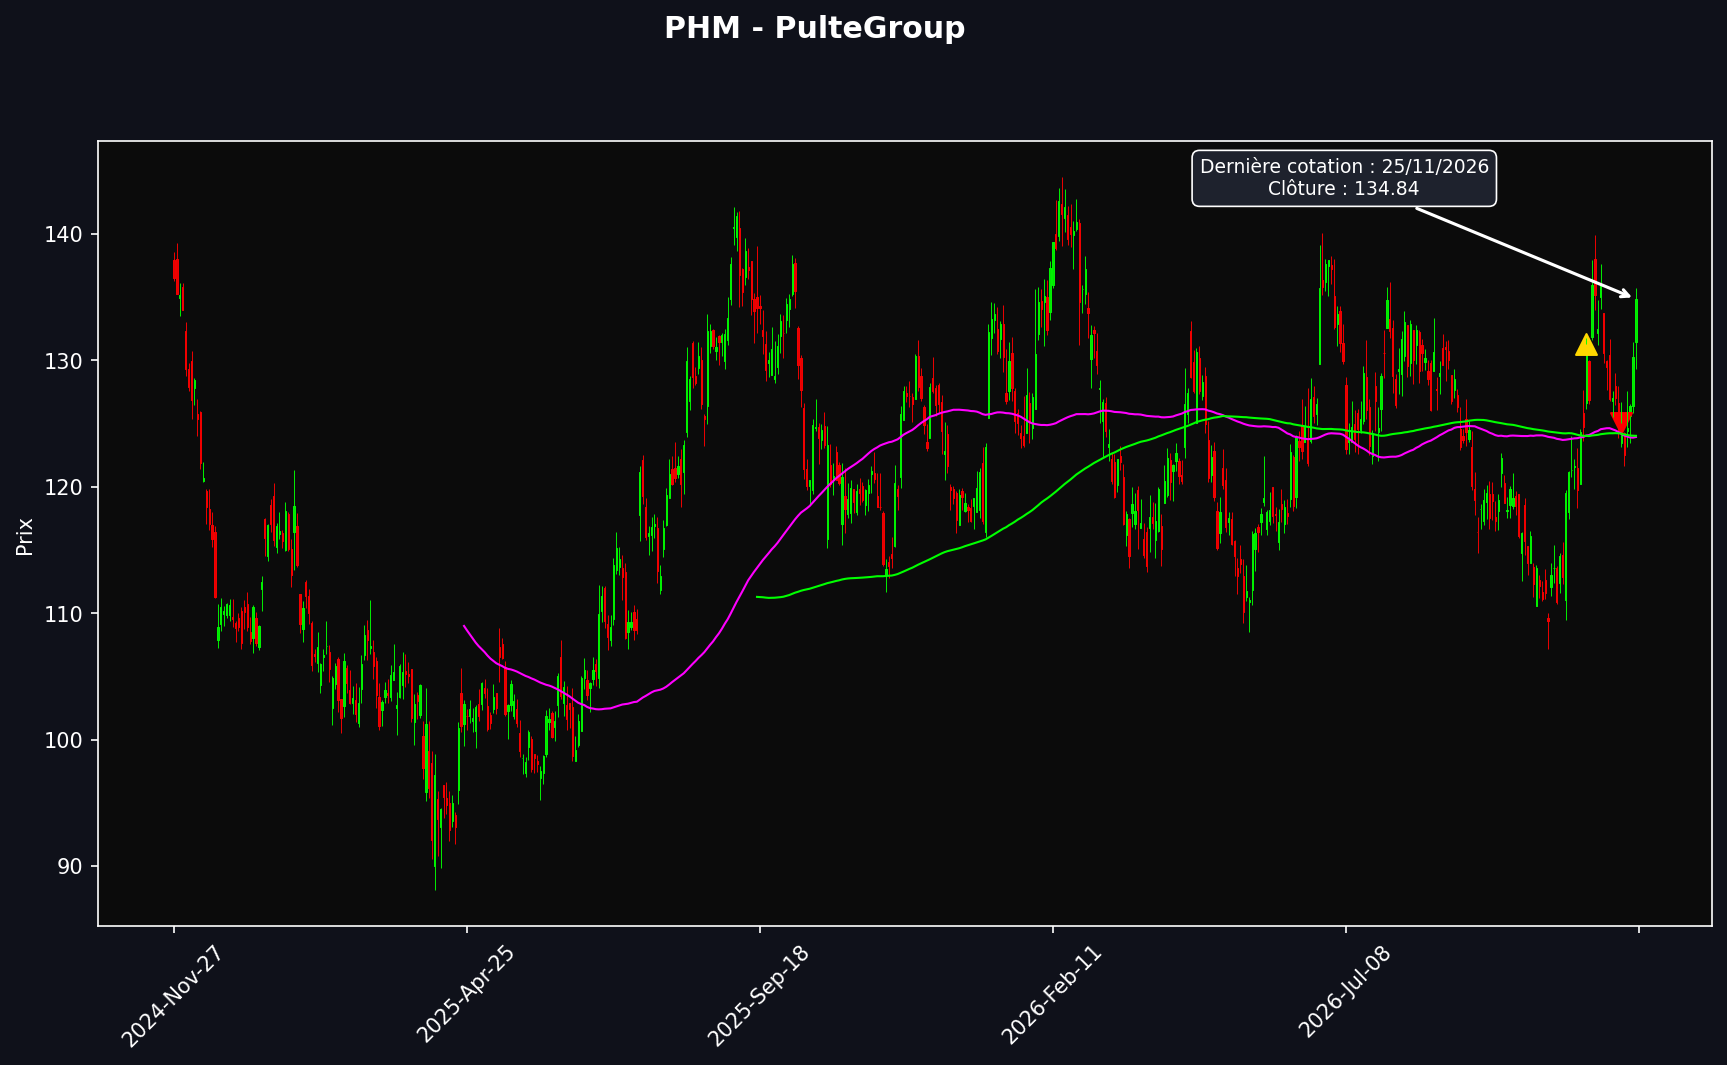 PHM - PulteGroup
Dernière cotation : 25/11/2026
Clôture : 134.84
Prix
140
130
120
110
100
90
2024-Nov-27
2025-Apr-25
2025-Sep-18
2026-Feb-11
2026-Jul-08